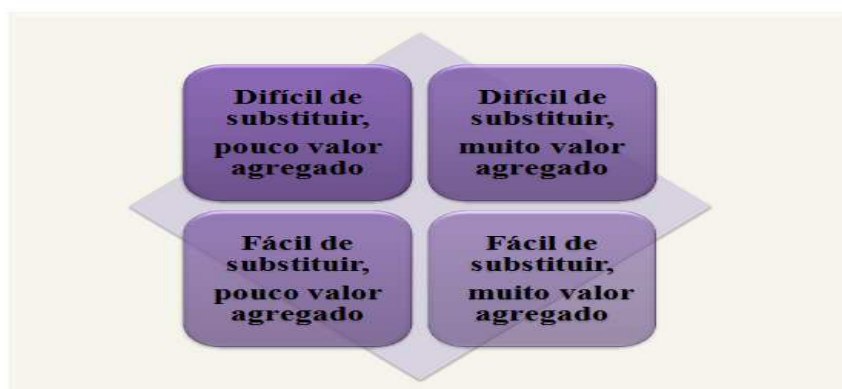 Difícil de
substituir,
pouco valor
agregado
Difícil de
substituir,
muito valor
agregado
Fácil de
substituir,
pouco valor
agregado
Fácil de
substituir,
muito valor
agregado